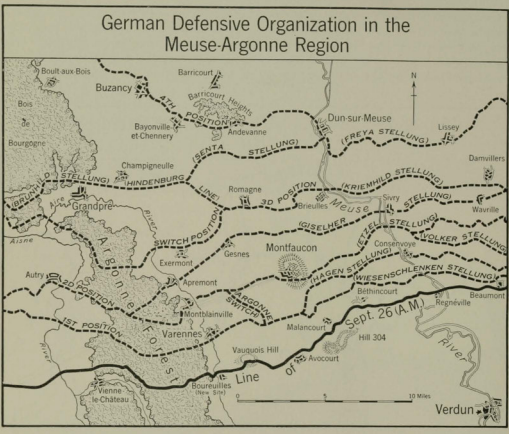 German Defensive Organization in the
Meuse-Argonne Region
Boult-aux-Bois
Barricourt
Buzancy
Barricourt Heights
N
Bois
de
Bourgogne
4TH
POSITION
Bayonville
et-Chennery
Andevanne
Dun-sur-Meuse
(FREYA STELLUNG)
Lissey
(SENTA
STELLUNG)
Champigneulle
Damvillers
(BRUNHILD STELLUNG)
(HINDENBURG
LINE)
Romagne
3D POSITION
(KRIEMHILD STELLUNG)
Grandpré
Aire
River
Brieulles
Meuse
Sivry
STELLUNG)
Wavrille
(GISELHER
SWITCH POSITION
(ETZEL STELLUNG)
(VOLKER STELLUNG)
Aisne
Exermont
Gesnes
Montfaucon
Consenvoye
(HAGEN STELLUNG)
(WIESENSCHLENKEN STELLUNG)
Autry
2D POSITION
Argonne
Apremont
Béthincourt
Beaumont
ARGONNE
SWITCH
Regnéville
Montblainville
Malancourt
Sept. 26 (A.M.)
1ST POSITION
Varennes
Hill 304
Forest
Vauquois Hill
Avocourt
River
River
Line
of
Boureuilles
(New Site)
Vienne
le-Château
0
5
10 Miles
Verdun